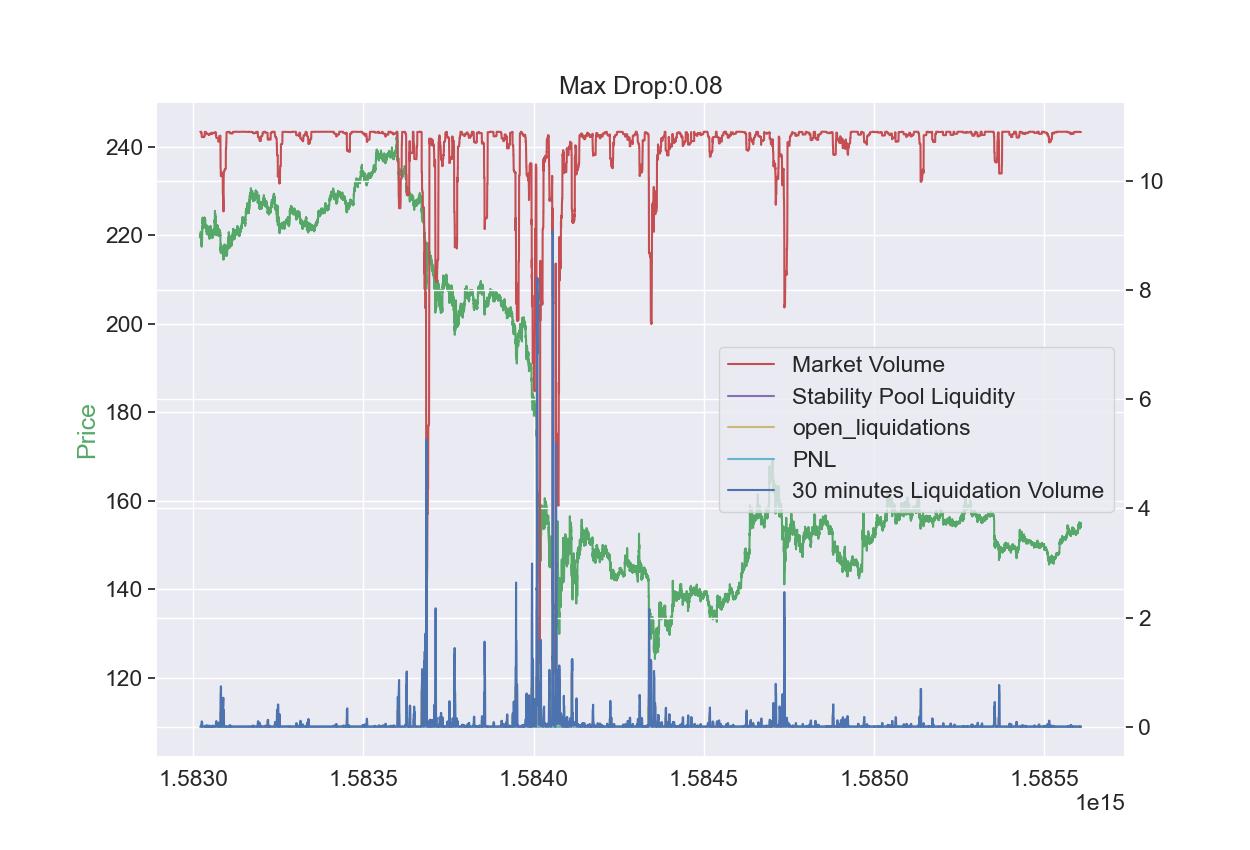 Max Drop:0.08
240
220
200
180
160
140
120
Price
10
8
6
4
2
0
Market Volume
Stability Pool Liquidity
open_liquidations
PNL
30 minutes Liquidation Volume
1.5830 1.5835 1.5840 1.5845 1.5850 1.5855
1e15